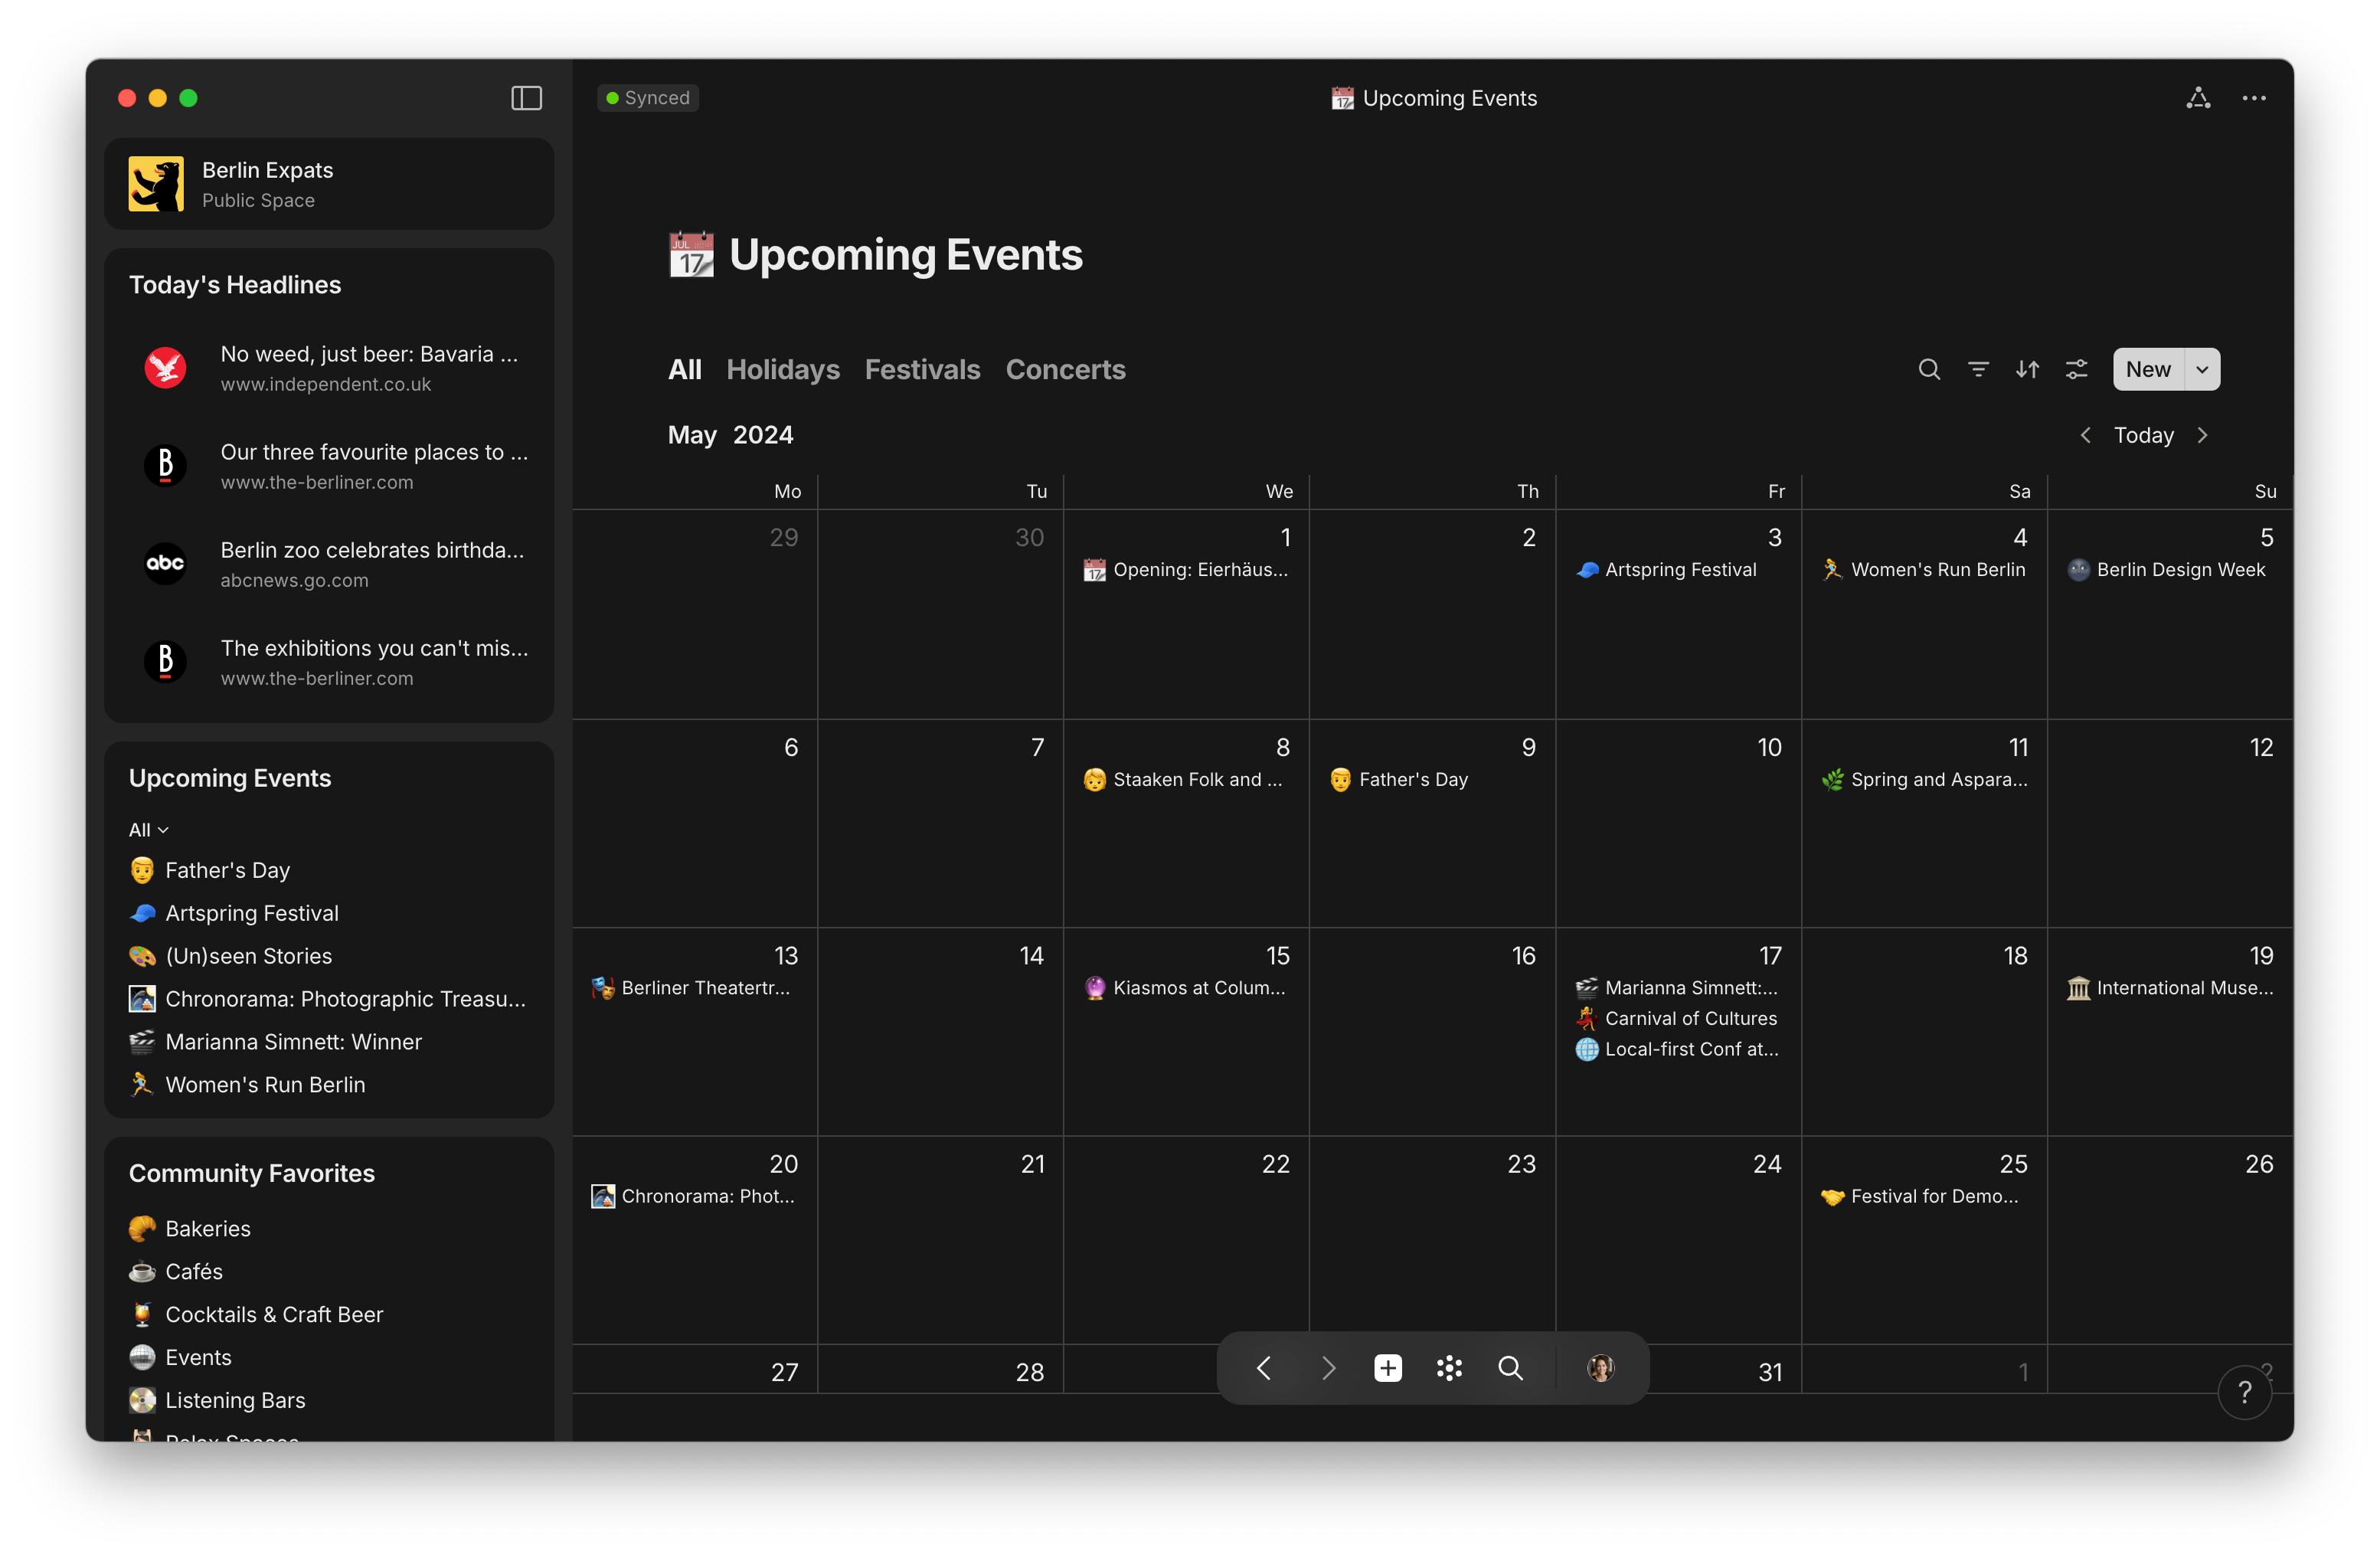 Synced
Upcoming Events
Berlin Expats
Public Space
Today's Headlines
No weed, just beer: Bavaria ...
www.independent.co.uk
Our three favourite places to ...
www.the-berliner.com
abc
Berlin zoo celebrates birthda...
abcnews.go.com
The exhibitions you can't mis...
www.the-berliner.com
Upcoming Events
All
Father's Day
Artspring Festival
(Un)seen Stories
Chronorama: Photographic Treasu...
Marianna Simnett: Winner
Women's Run Berlin
Community Favorites
Bakeries
Cafés
Cocktails & Craft Beer
Events
Listening Bars
Relax Spaces
JUL
17
Upcoming Events
All Holidays Festivals Concerts
New
May 2024
Today
Mo Tu We Th Fr Sa Su
29 30 1 2 3 4 5
Opening: Eierhäus...
Artspring Festival
Women's Run Berlin
Berlin Design Week
6 7 8 9 10 11 12
Staaken Folk and ...
Father's Day
Spring and Aspara...
13 14 15 16 17 18 19
Berliner Theatertr...
Kiasmos at Colum...
Marianna Simnett:...
Carnival of Cultures
Local-first Conf at...
International Muse...
20 21 22 23 24 25 26
Chronorama: Phot...
Festival for Demo...
27 28 31 1 2
?